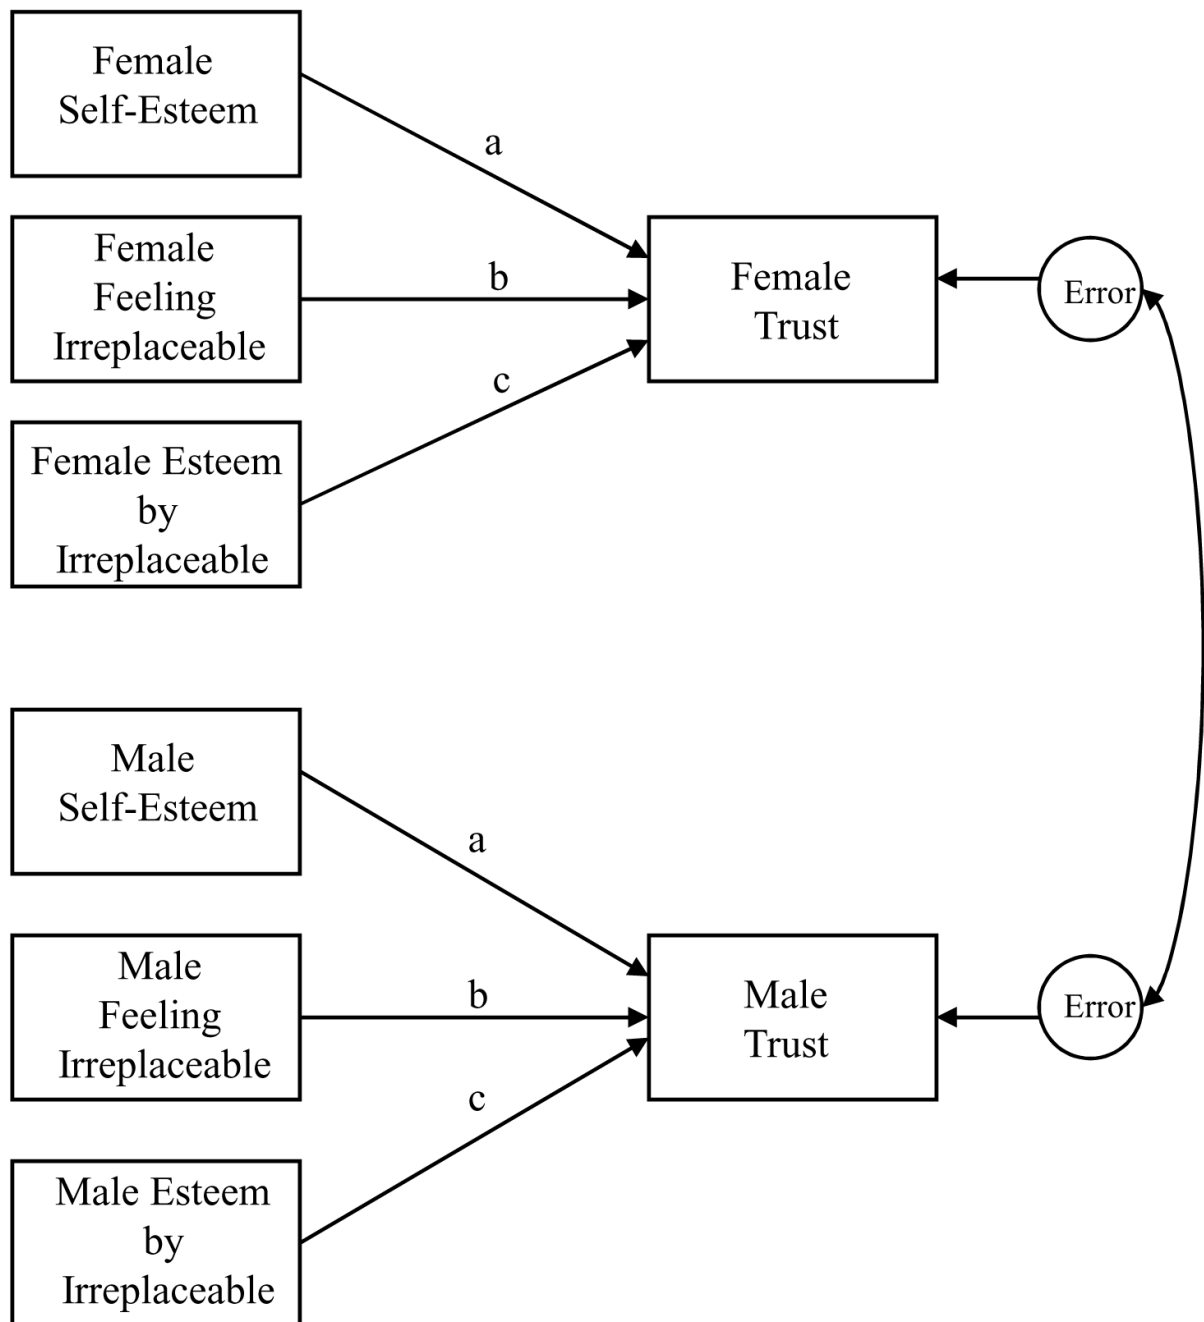 Female
Self-Esteem
a
Female
Feeling
Irreplaceable
b
Female
Trust
Error
Female Esteem
by
Irreplaceable
c
Male
Self-Esteem
a
Male
Feeling
Irreplaceable
b
Male
Trust
Error
Male Esteem
by
Irreplaceable
c